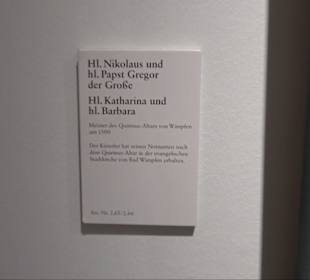 Hl. Nikolaus und
hl. Papst Gregor
der Große
Hl. Katharina und
hl. Barbara
Meister des Quirinus-Altars von Wimpfen
um 1500
Der Künstler hat seinen Notnamen nach
dem Quirinus-Altar in der evangelischen
Stadtkirche von Bad Wimpfen erhalten.
Inv. Nr.